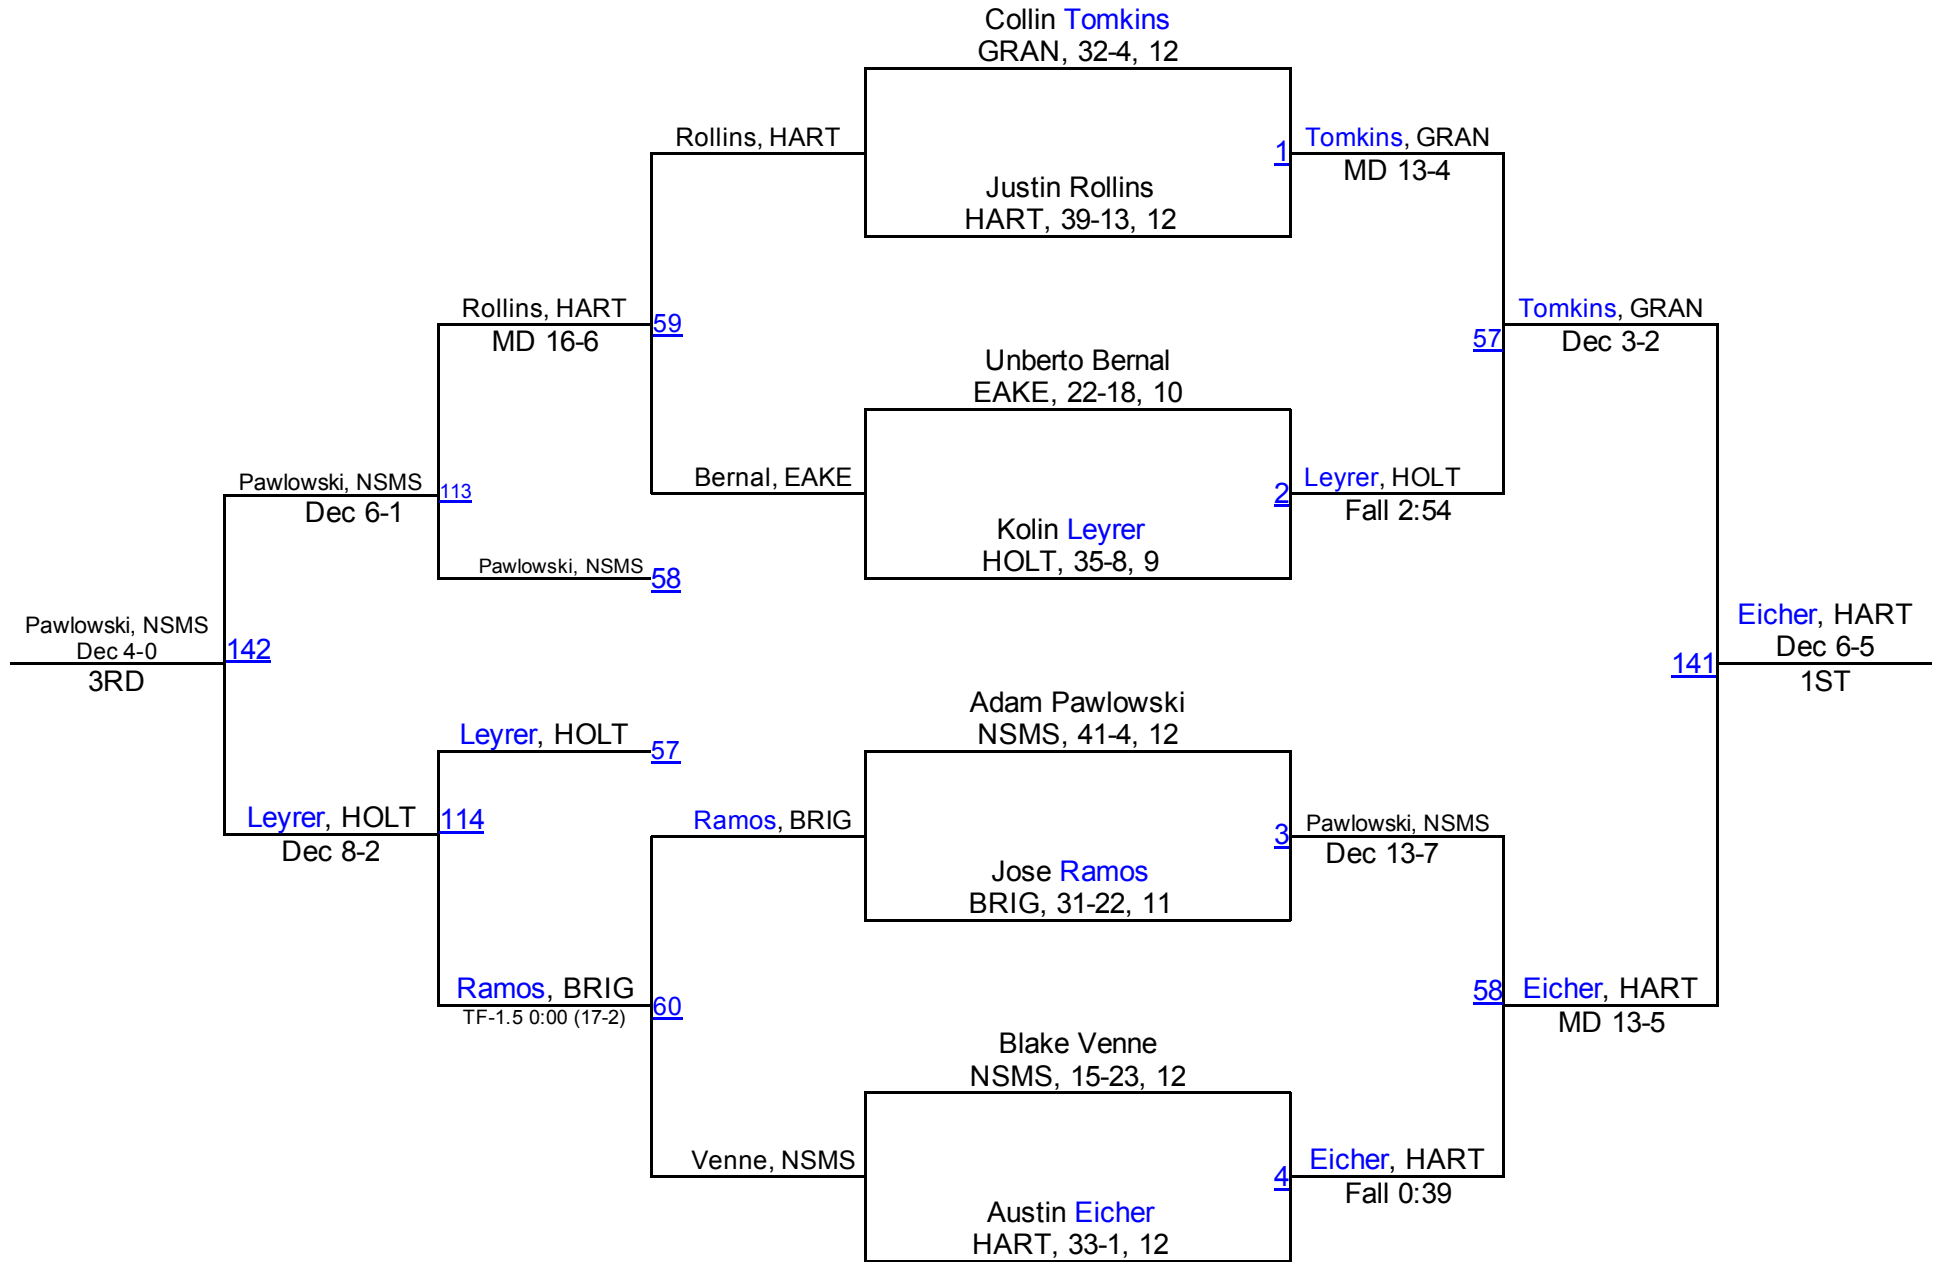 Collin Tomkins
GRAN, 32-4, 12
Rollins, HART
1
Tomkins, GRAN
MD 13-4
Justin Rollins
HART, 39-13, 12
Rollins, HART
MD 16-6
59
Tomkins, GRAN
Dec 3-2
57
Unberto Bernal
EAKE, 22-18, 10
Pawlowski, NSMS
Dec 6-1
113
Bernal, EAKE
2
Leyrer, HOLT
Fall 2:54
Kolin Leyrer
HOLT, 35-8, 9
Pawlowski, NSMS
58
Pawlowski, NSMS
Dec 4-0
3RD
142
Eicher, HART
Dec 6-5
1ST
141
Adam Pawlowski
NSMS, 41-4, 12
Leyrer, HOLT
57
Leyrer, HOLT
Dec 8-2
114
Ramos, BRIG
3
Pawlowski, NSMS
Dec 13-7
Jose Ramos
BRIG, 31-22, 11
Ramos, BRIG
TF-1.5 0:00 (17-2)
60
58
Eicher, HART
MD 13-5
Blake Venne
NSMS, 15-23, 12
Venne, NSMS
4
Eicher, HART
Fall 0:39
Austin Eicher
HART, 33-1, 12